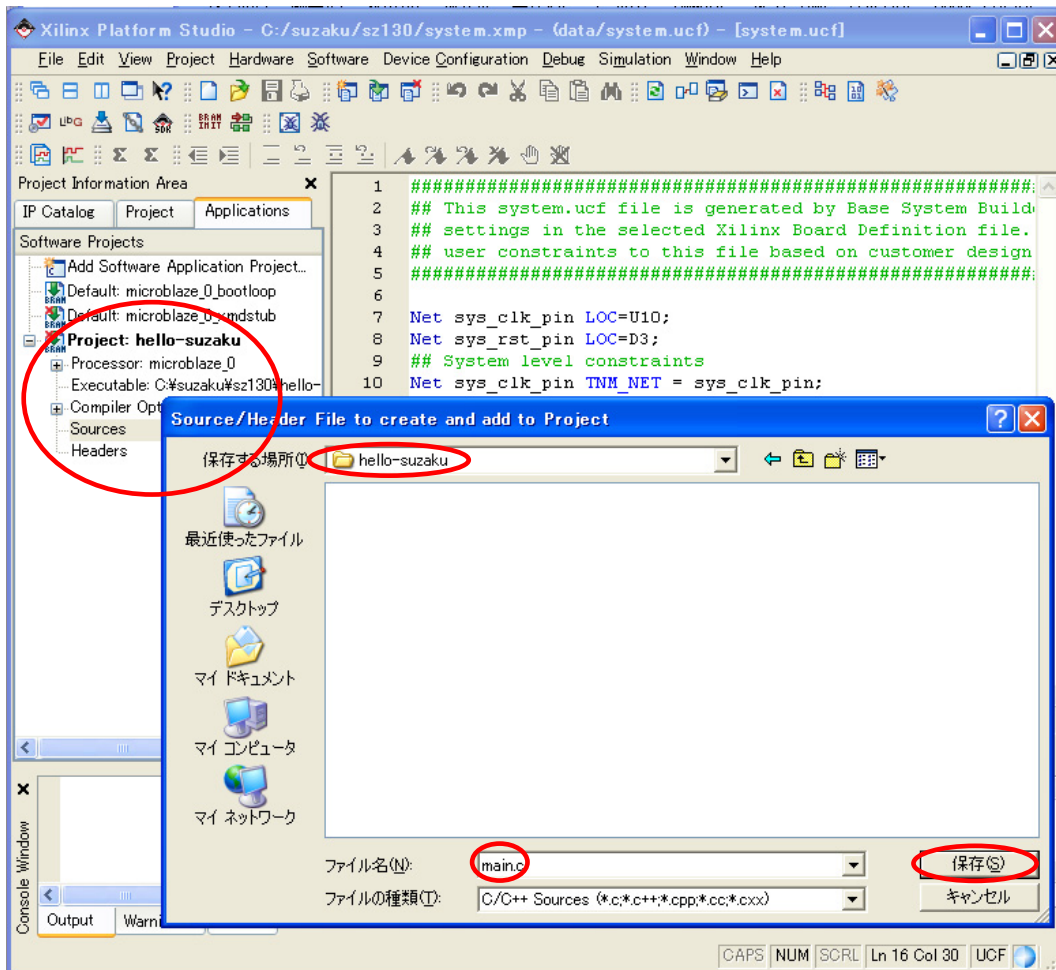 Xilinx Platform Studio - C:/suzaku/sz130/system.xmp - (data/system.ucf) - [system.ucf]
File Edit View Project Hardware Software Device Configuration Debug Simulation Window Help
Project Information Area
IP Catalog Project Applications
Software Projects
Add Software Application Project...
Default: microblaze_0_bootloop
Default: microblaze_0_xmdstub
Project: hello-suzaku
Processor: microblaze_0
Executable: C:¥suzaku¥sz130¥hello-
Compiler Opt
Sources
Headers
1 ##########################################################
2 ## This system.ucf file is generated by Base System Build
3 ## settings in the selected Xilinx Board Definition file.
4 ## user constraints to this file based on customer design
5 ##########################################################
6
7 Net sys_clk_pin LOC=U10;
8 Net sys_rst_pin LOC=D3;
9 ## System level constraints
10 Net sys_clk_pin TNM_NET = sys_clk_pin;
Source/Header File to create and add to Project
保存する場所(I) hello-suzaku
最近使ったファイル
デスクトップ
マイ ドキュメント
マイ コンピュータ
マイ ネットワーク
ファイル名(N): main.c 保存(S)
ファイルの種類(T): C/C++ Sources (*.c;*.c++;*.cpp;*.cc;*.cxx) キャンセル
Console Window
Output Warni
CAPS NUM SCRL Ln 16 Col 30 UCF